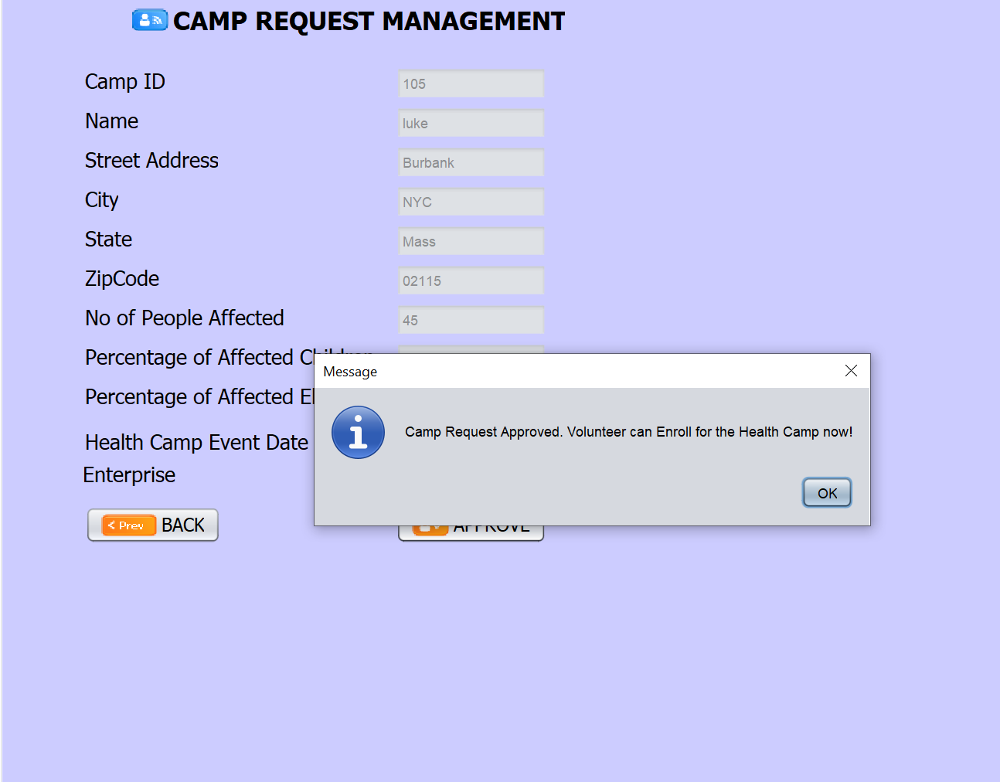 CAMP REQUEST MANAGEMENT
Camp ID 105
Name luke
Street Address Burbank
City NYC
State Mass
ZipCode 02115
No of People Affected 45
Percentage of Affected Children
Percentage of Affected
Health Camp Event Date
Enterprise
Message
Camp Request Approved. Volunteer can Enroll for the Health Camp now!
OK
< Prev BACK
APPROVE